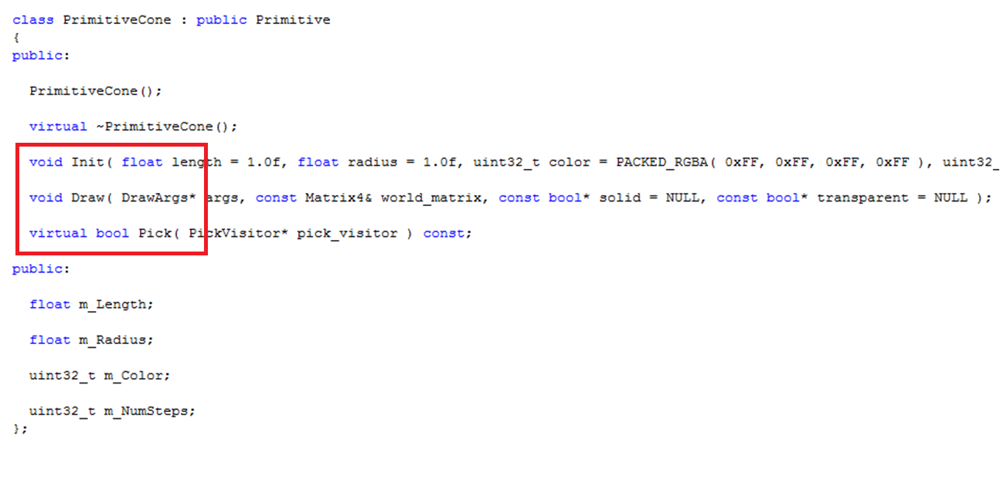 class PrimitiveCone : public Primitive
{
public:
PrimitiveCone();
virtual ~PrimitiveCone();
void Init( float length = 1.0f, float radius = 1.0f, uint32_t color = PACKED_RGBA( 0xFF, 0xFF, 0xFF, 0xFF ), uint32_
void Draw( DrawArgs* args, const Matrix4& world_matrix, const bool* solid = NULL, const bool* transparent = NULL );
virtual bool Pick( PickVisitor* pick_visitor ) const;
public:
float m_Length;
float m_Radius;
uint32_t m_Color;
uint32_t m_NumSteps;
};